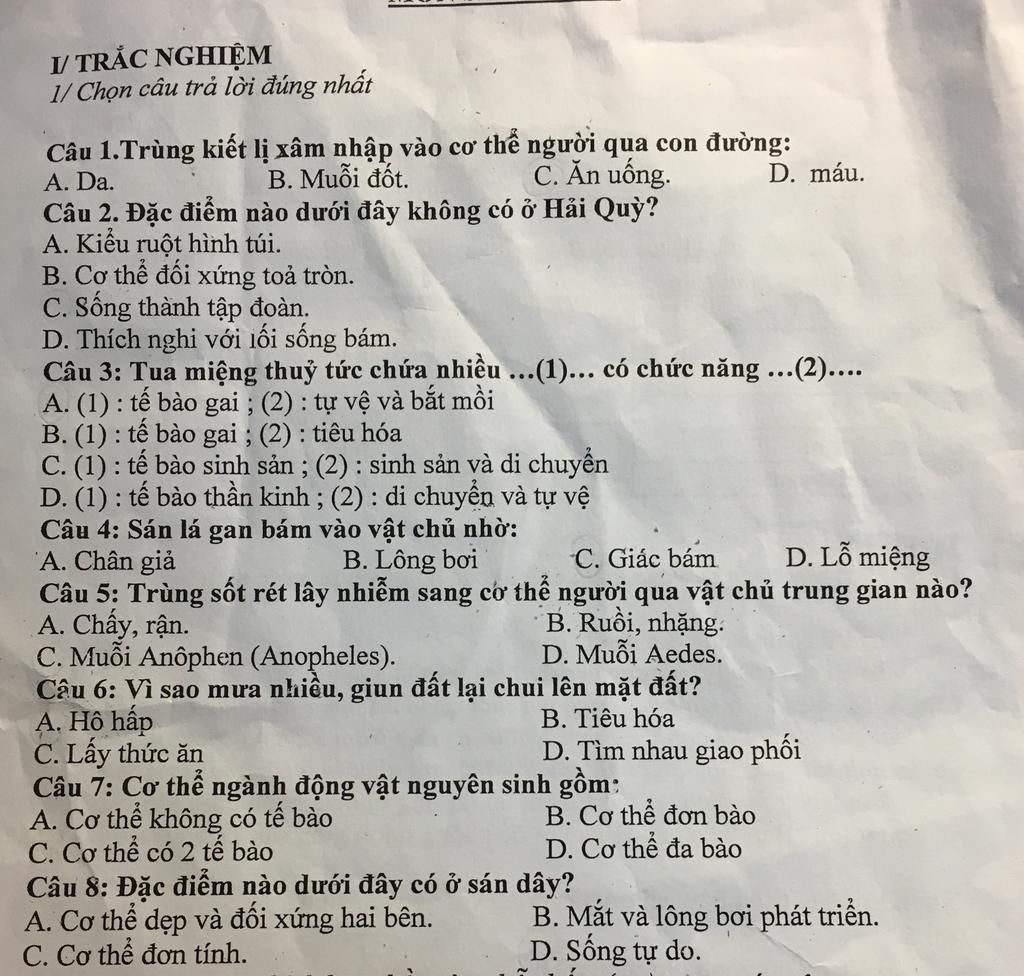 I/ TRẮC NGHIỆM
1/ Chọn câu trả lời đúng nhất
Câu 1.Trùng kiết lị xâm nhập vào cơ thể người qua con đường:
A. Da. B. Muỗi đốt. C. Ăn uống. D. máu.
Câu 2. Đặc điểm nào dưới đây không có ở Hải Quỳ?
A. Kiểu ruột hình túi.
B. Cơ thể đối xứng toả tròn.
C. Sống thành tập đoàn.
D. Thích nghi với lối sống bám.
Câu 3: Tua miệng thuỷ tức chứa nhiều ...(1)... có chức năng ...(2)....
A. (1) : tế bào gai ; (2) : tự vệ và bắt mồi
B. (1) : tế bào gai ; (2) : tiêu hóa
C. (1) : tế bào sinh sản ; (2) : sinh sản và di chuyển
D. (1) : tế bào thần kinh ; (2) : di chuyển và tự vệ
Câu 4: Sán lá gan bám vào vật chủ nhờ:
A. Chân giả B. Lông bơi C. Giác bám D. Lỗ miệng
Câu 5: Trùng sốt rét lây nhiễm sang cơ thể người qua vật chủ trung gian nào?
A. Chấy, rận. B. Ruồi, nhặng.
C. Muỗi Anôphen (Anopheles). D. Muỗi Aedes.
Câu 6: Vì sao mưa nhiều, giun đất lại chui lên mặt đất?
A. Hô hấp B. Tiêu hóa
C. Lấy thức ăn D. Tìm nhau giao phối
Câu 7: Cơ thể ngành động vật nguyên sinh gồm:
A. Cơ thể không có tế bào B. Cơ thể đơn bào
C. Cơ thể có 2 tế bào D. Cơ thể đa bào
Câu 8: Đặc điểm nào dưới đây có ở sán dây?
A. Cơ thể dẹp và đối xứng hai bên. B. Mắt và lông bơi phát triển.
C. Cơ thể đơn tính. D. Sống tự do.